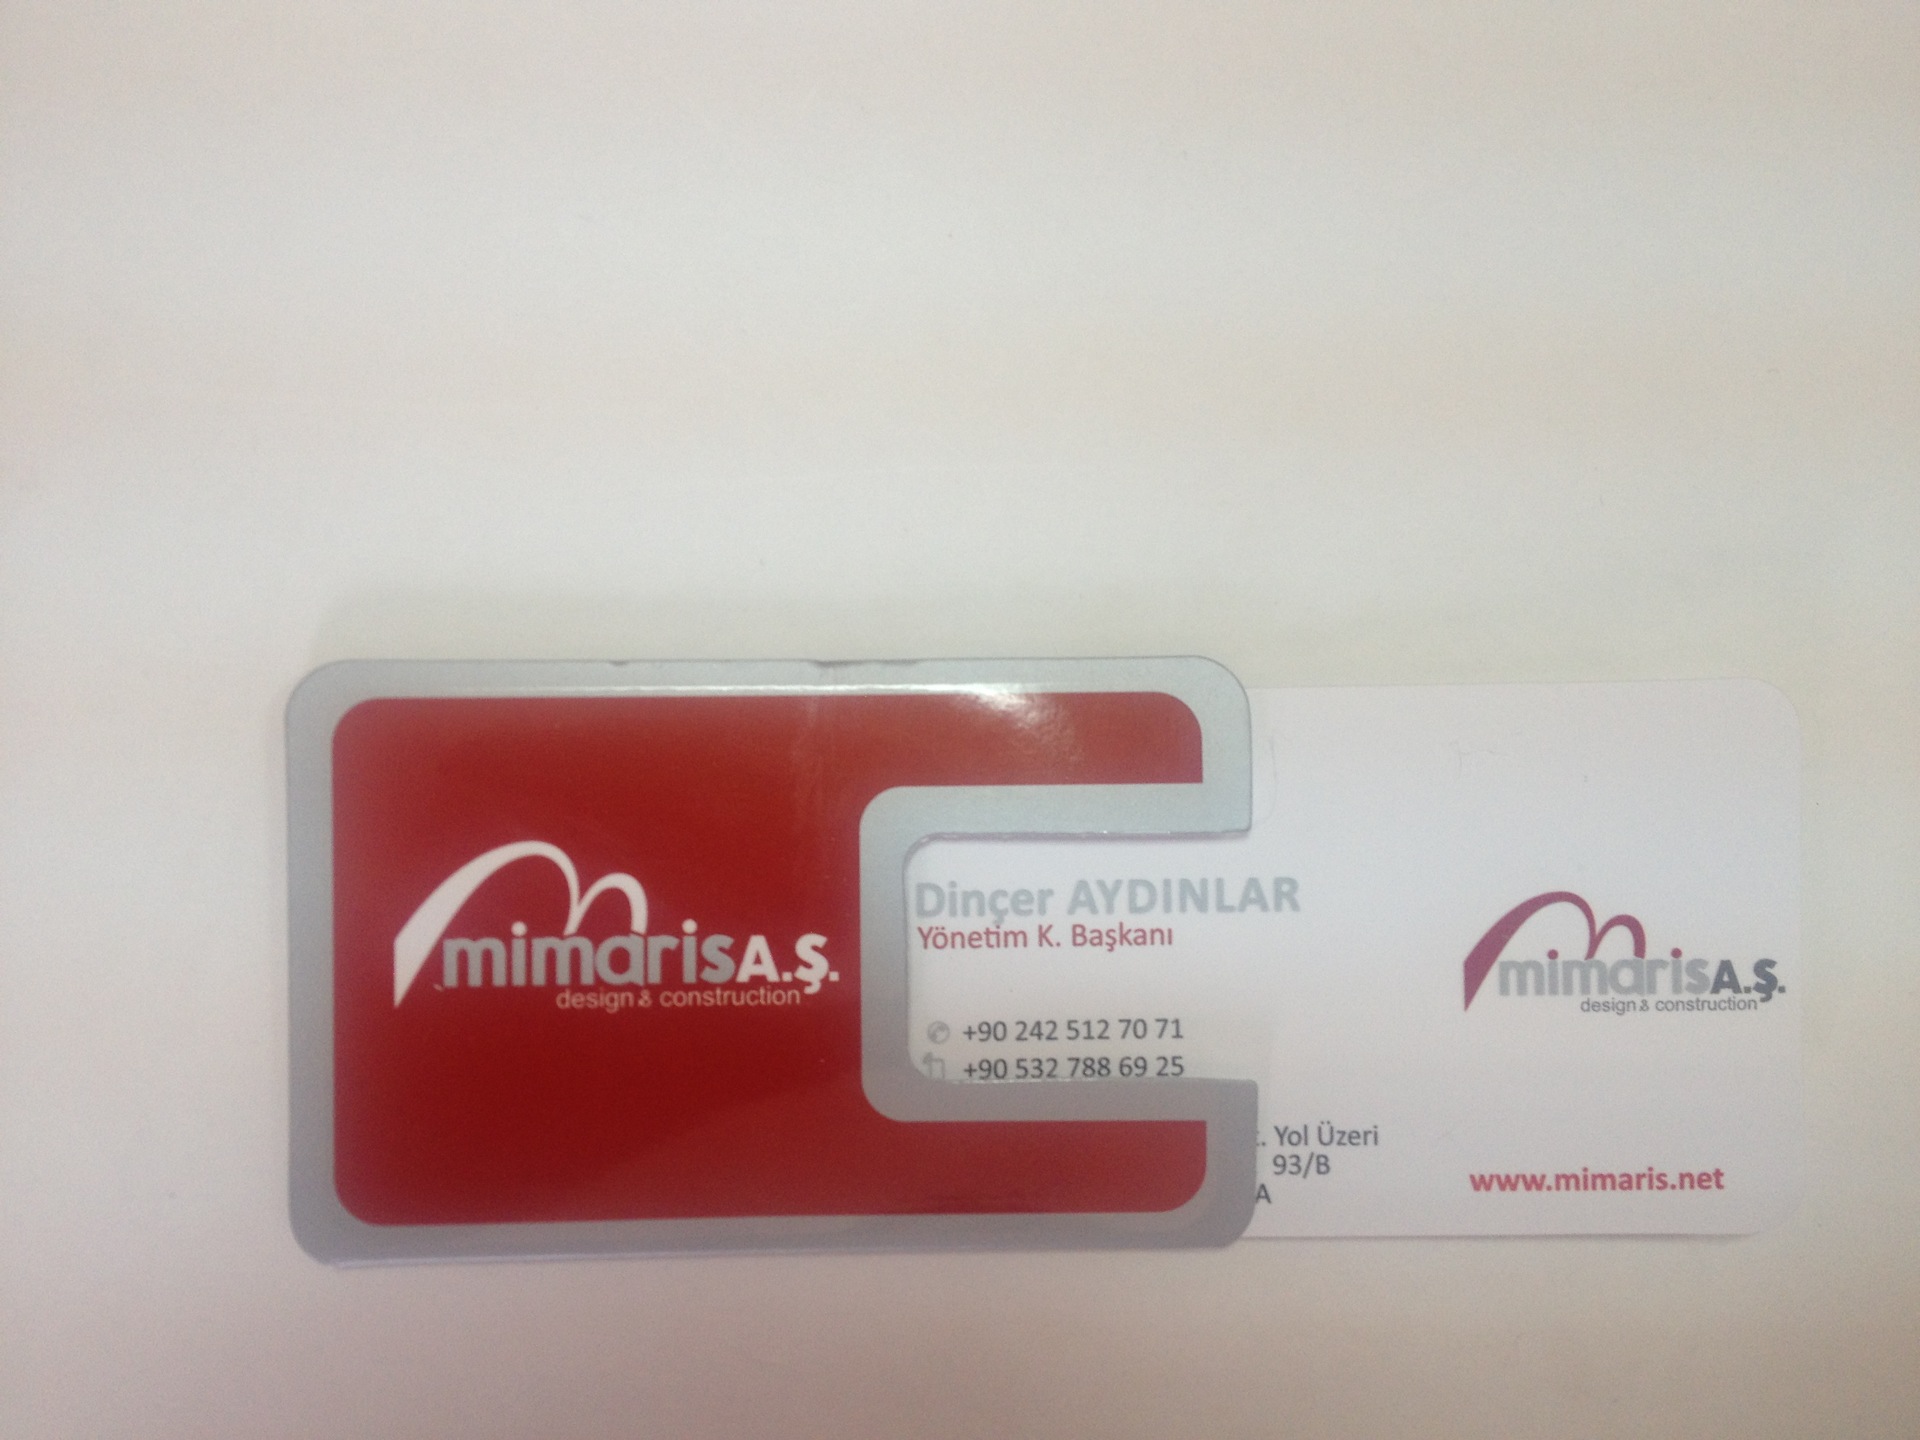 mimarisA.Ş.
design & construction
Dinçer AYDINLAR
Yönetim K. Başkanı
+90 242 512 70 71
+90 532 788 69 25
Yol Üzeri
93/B
mimarisA.Ş.
design & construction
www.mimaris.net